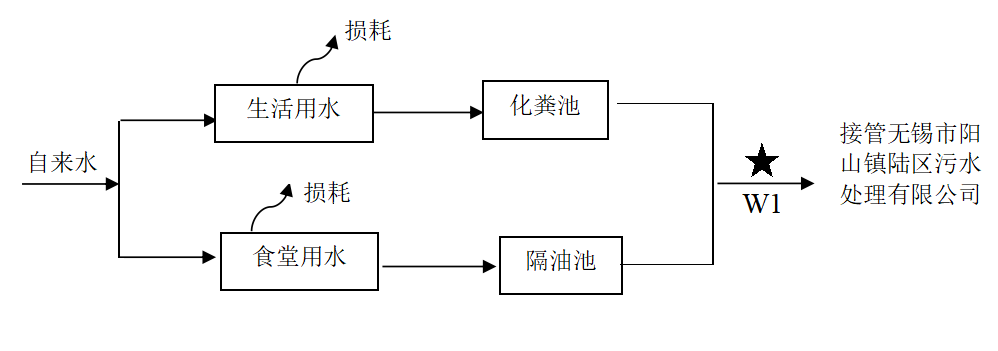 损耗
生活用水
化粪池
自来水
损耗
食堂用水
隔油池
W1
接管无锡市阳
山镇陆区污水
处理有限公司